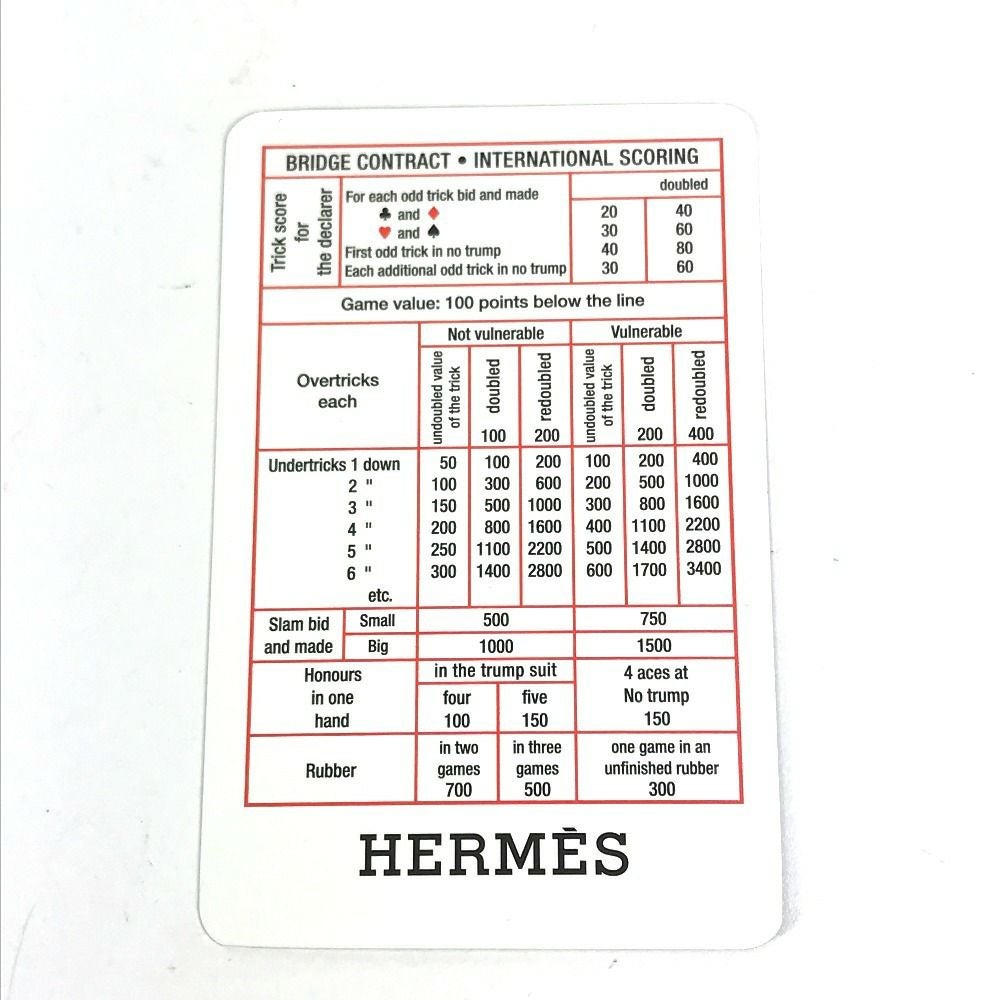 BRIDGE CONTRACT • INTERNATIONAL SCORING
Trick score
for
the declarer
doubled
For each odd trick bid and made
♣ and ♦ 20 40
♥ and ♠ 30 60
First odd trick in no trump 40 80
Each additional odd trick in no trump 30 60
Game value: 100 points below the line
Not vulnerable Vulnerable
Overtricks
each
undoubled value
of the trick
doubled
100
redoubled
200
undoubled value
of the trick
doubled
200
redoubled
400
Undertricks 1 down 50 100 200 100 200 400
2 " 100 300 600 200 500 1000
3 " 150 500 1000 300 800 1600
4 " 200 800 1600 400 1100 2200
5 " 250 1100 2200 500 1400 2800
6 " 300 1400 2800 600 1700 3400
etc.
Slam bid
and made
Small 500 750
Big 1000 1500
Honours
in one
hand
in the trump suit
four five
100 150
4 aces at
No trump
150
Rubber
in two
games
700
in three
games
500
one game in an
unfinished rubber
300
HERMÈS